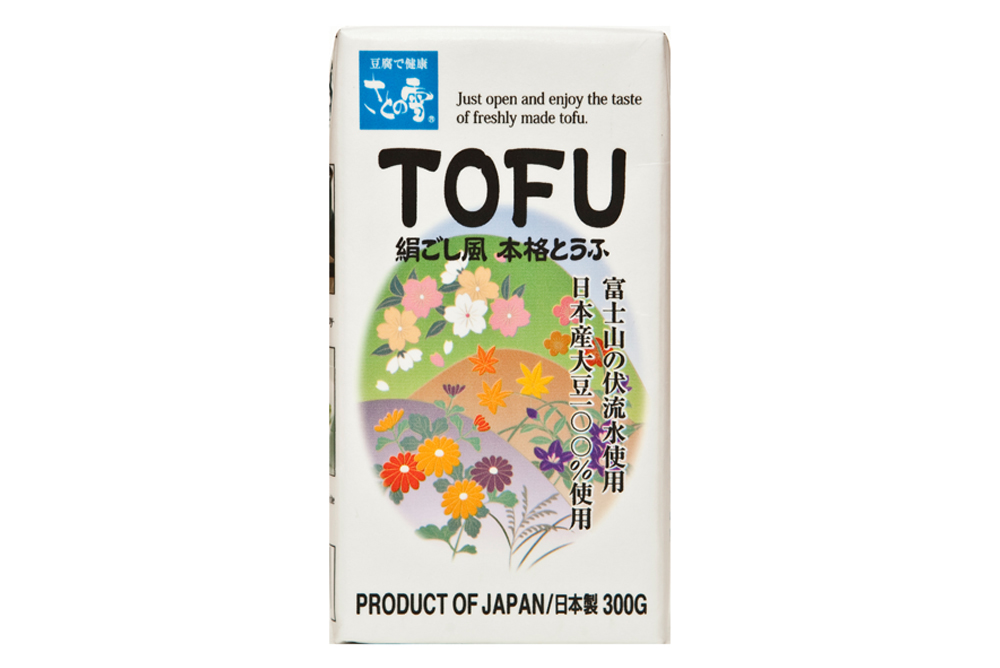 豆腐で健康
さとの雪®
Just open and enjoy the taste
of freshly made tofu.
TOFU
絹ごし風 本格とうふ
富士山の伏流水使用
日本産大豆一〇〇%使用
PRODUCT OF JAPAN/日本製 300G